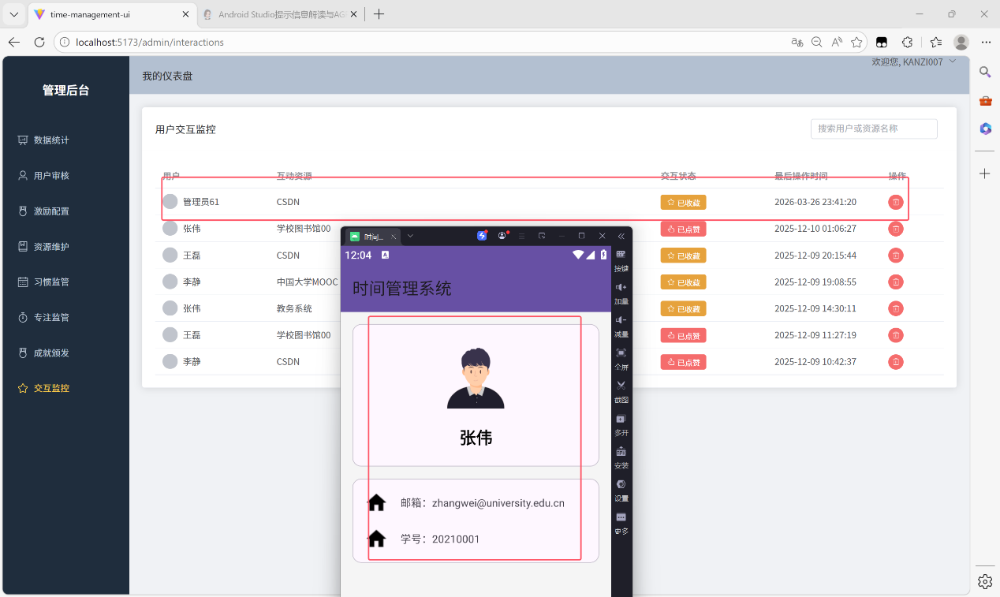 time-management-ui
Android Studio提示信息解读与AG
localhost:5173/admin/interactions
欢迎您, KANZI007
管理后台
我的仪表盘
数据统计
用户审核
激励配置
资源维护
习惯监管
专注监管
成就颁发
交互监控
用户交互监控
搜索用户或资源名称
用户 互动资源 交互状态 最后操作时间 操作
管理员61 CSDN 已收藏 2026-03-26 23:41:20
张伟 学校图书馆00 已点赞 2025-12-10 01:06:27
王磊 CSDN 已收藏 2025-12-09 20:15:44
李静 中国大学MOOC 已收藏 2025-12-09 19:08:55
张伟 教务系统 已收藏 2025-12-09 14:30:11
王磊 学校图书馆00 已点赞 2025-12-09 11:27:19
李静 CSDN 已点赞 2025-12-09 10:42:37
12:04 A
时间管理系统
张伟
邮箱：zhangwei@university.edu.cn
学号：20210001
按键
加量
减量
全屏
截图
多开
安装
设置
更多